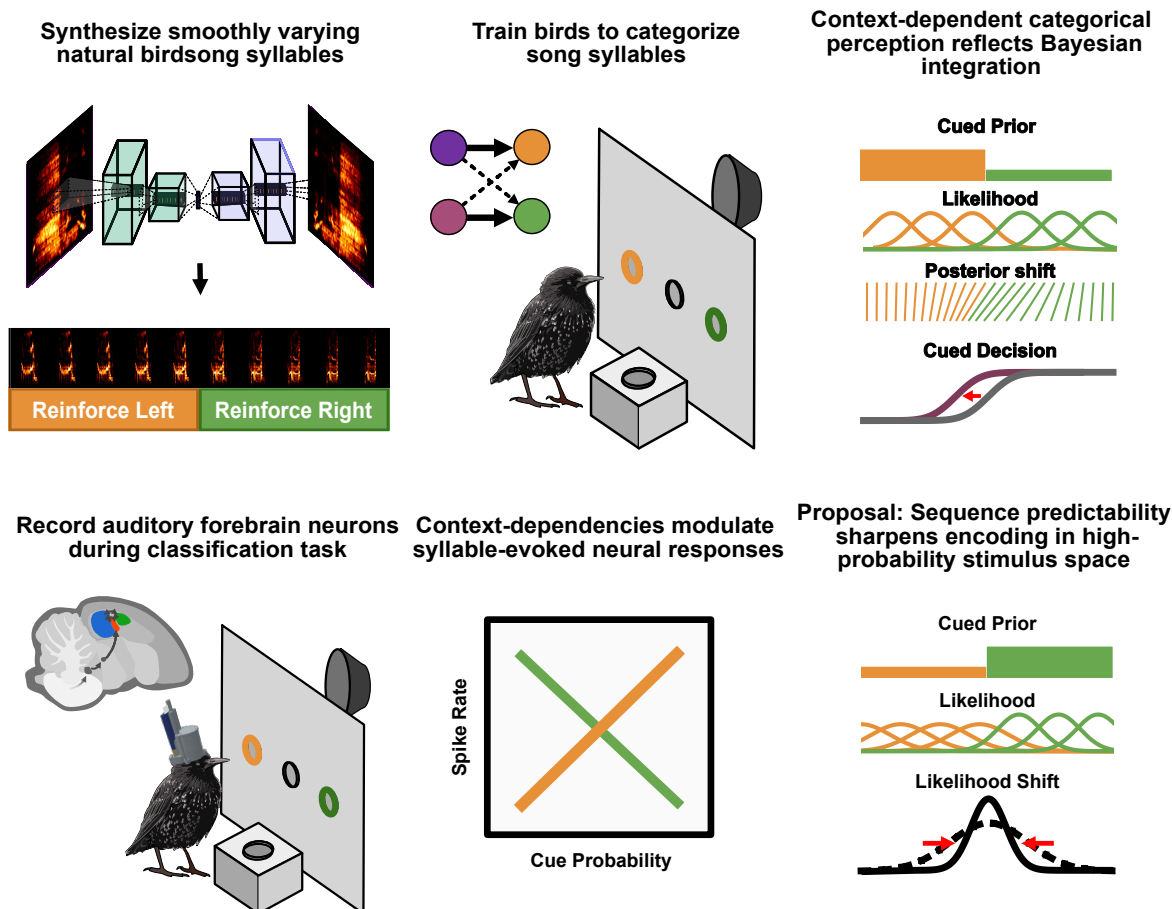 Synthesize smoothly varying
natural birdsong syllables
Reinforce Left
Reinforce Right
Train birds to categorize
song syllables
Context-dependent categorical
perception reflects Bayesian
integration
Cued Prior
Likelihood
Posterior shift
Cued Decision
Record auditory forebrain neurons
during classification task
Context-dependencies modulate
syllable-evoked neural responses
Spike Rate
Cue Probability
Proposal: Sequence predictability
sharpens encoding in high-
probability stimulus space
Cued Prior
Likelihood
Likelihood Shift